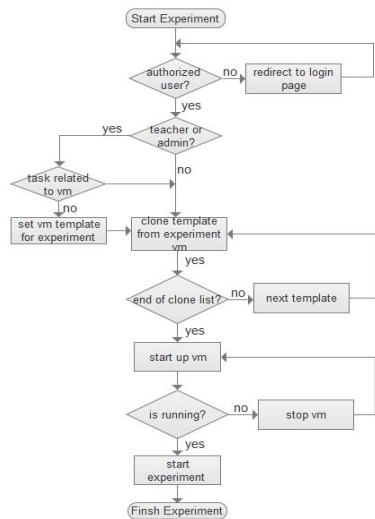 Start Experiment
authorized
user?
no
redirect to login
page
yes
yes
teacher or
admin?
no
task related
to vm
no
set vm template
for experiment
clone template
from experiment
vm
yes
end of clone list?
no
next template
yes
start up vm
is running?
no
stop vm
yes
start
experiment
Finsh Experiment